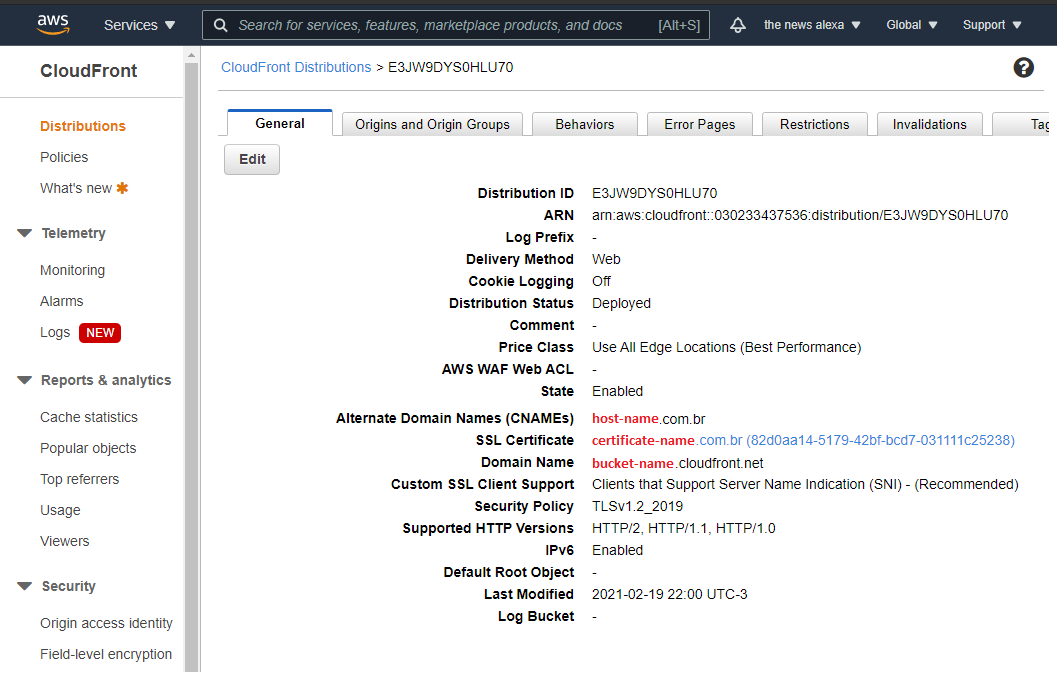 aws Services Search for services, features, marketplace products, and docs [Alt+S] the news alexa Global Support
CloudFront
Distributions
Policies
What's new
Telemetry
Monitoring
Alarms
Logs NEW
Reports & analytics
Cache statistics
Popular objects
Top referrers
Usage
Viewers
Security
Origin access identity
Field-level encryption
CloudFront Distributions > E3JW9DYS0HLU70
General Origins and Origin Groups Behaviors Error Pages Restrictions Invalidations Tag
Edit
Distribution ID E3JW9DYS0HLU70
ARN arn:aws:cloudfront::030233437536:distribution/E3JW9DYS0HLU70
Log Prefix -
Delivery Method Web
Cookie Logging Off
Distribution Status Deployed
Comment -
Price Class Use All Edge Locations (Best Performance)
AWS WAF Web ACL -
State Enabled
Alternate Domain Names (CNAMEs) host-name.com.br
SSL Certificate certificate-name.com.br (82d0aa14-5179-42bf-bcd7-031111c25238)
Domain Name bucket-name.cloudfront.net
Custom SSL Client Support Clients that Support Server Name Indication (SNI) - (Recommended)
Security Policy TLSv1.2_2019
Supported HTTP Versions HTTP/2, HTTP/1.1, HTTP/1.0
IPv6 Enabled
Default Root Object -
Last Modified 2021-02-19 22:00 UTC-3
Log Bucket -